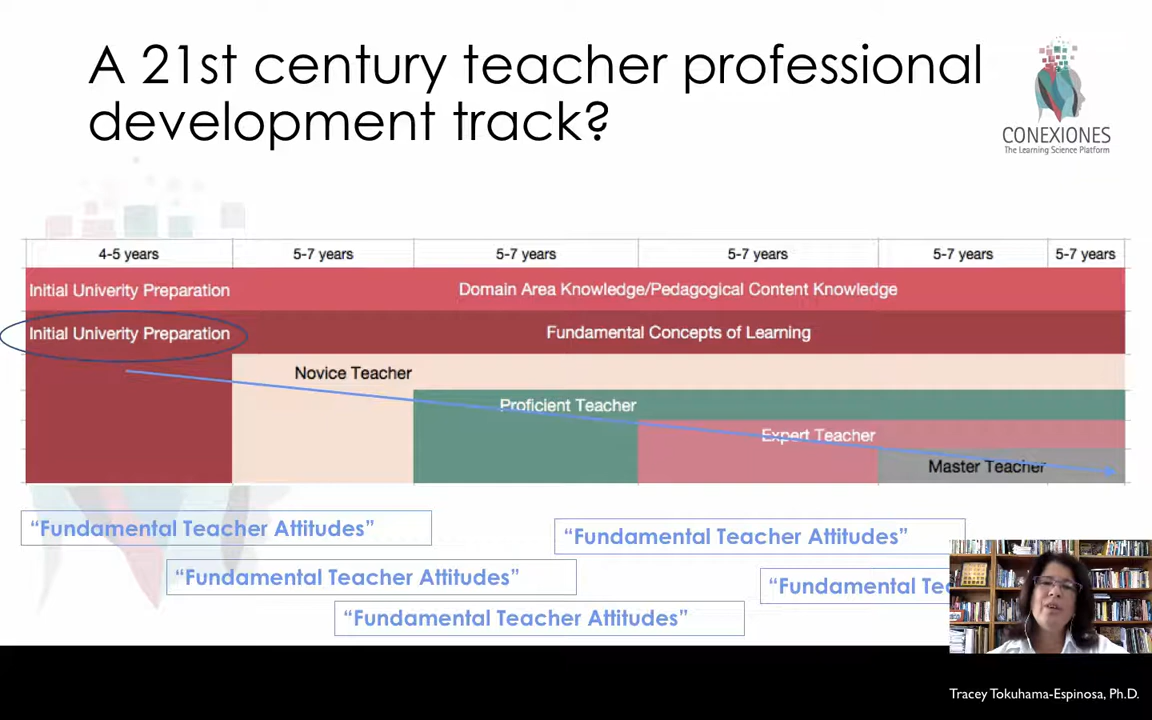 A 21st century teacher professional
development track?
CONEXIONES
The Learning Science Platform
4-5 years 5-7 years 5-7 years 5-7 years 5-7 years 5-7 years
Initial Univerity Preparation Domain Area Knowledge/Pedagogical Content Knowledge
Initial Univerity Preparation Fundamental Concepts of Learning
Novice Teacher
Proficient Teacher
Expert Teacher
Master Teacher
“Fundamental Teacher Attitudes”
“Fundamental Teacher Attitudes”
“Fundamental Teacher Attitudes”
“Fundamental
“Fundamental Teacher Attitudes”
Tracey Tokuhama-Espinosa, Ph.D.